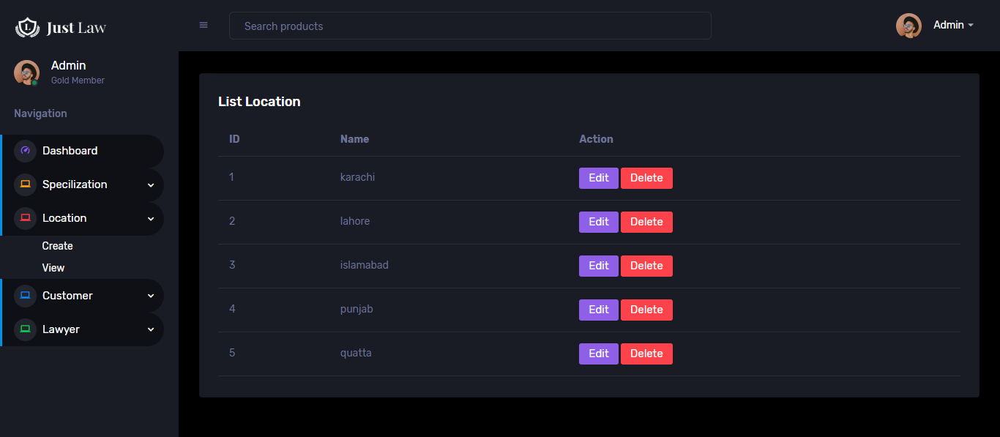 Just Law
Search products
Admin
Admin
Gold Member
Navigation
Dashboard
Specilization
Location
Create
View
Customer
Lawyer
List Location
ID Name Action
1 karachi Edit Delete
2 lahore Edit Delete
3 islamabad Edit Delete
4 punjab Edit Delete
5 quatta Edit Delete